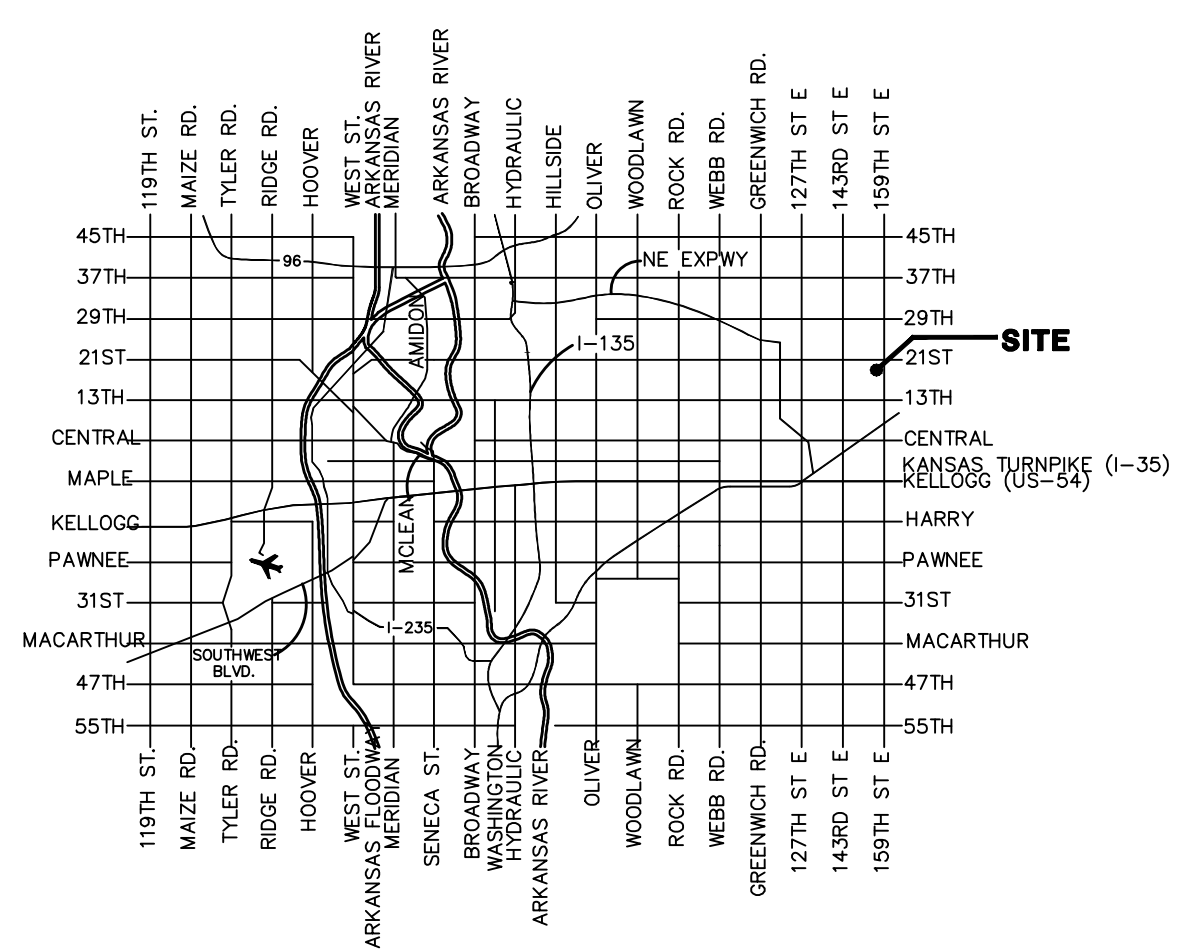 119TH ST.
MAIZE RD.
TYLER RD.
RIDGE RD.
HOOVER
WEST ST.
ARKANSAS RIVER
MERIDIAN
ARKANSAS RIVER
BROADWAY
HYDRAULIC
HILLSIDE
OLIVER
WOODLAWN
ROCK RD.
WEBB RD.
GREENWICH RD.
127TH ST E
143RD ST E
159TH ST E
45TH
45TH
96
NE EXPWY
37TH
37TH
29TH
29TH
AMIDON
I-135
SITE
21ST
21ST
13TH
13TH
CENTRAL
CENTRAL
KANSAS TURNPIKE (I-35)
MAPLE
KELLOGG (US-54)
MCLEAN
KELLOGG
HARRY
PAWNEE
PAWNEE
31ST
31ST
I-235
MACARTHUR
MACARTHUR
SOUTHWEST
BLVD.
47TH
47TH
55TH
55TH
119TH ST.
MAIZE RD.
TYLER RD.
RIDGE RD.
HOOVER
WEST ST.
ARKANSAS FLOODWAY
MERIDIAN
SENECA ST.
BROADWAY
WASHINGTON
HYDRAULIC
ARKANSAS RIVER
OLIVER
WOODLAWN
ROCK RD.
WEBB RD.
GREENWICH RD.
127TH ST E
143RD ST E
159TH ST E